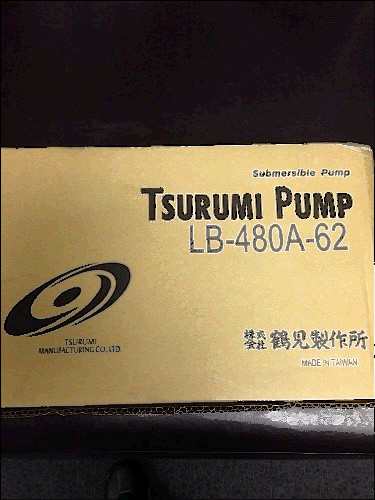 Submersible Pump
TSURUMI PUMP
LB-480A-62
TSURUMI
MANUFACTURING CO.,LTD.
株式会社 鶴見製作所
MADE IN TAIWAN